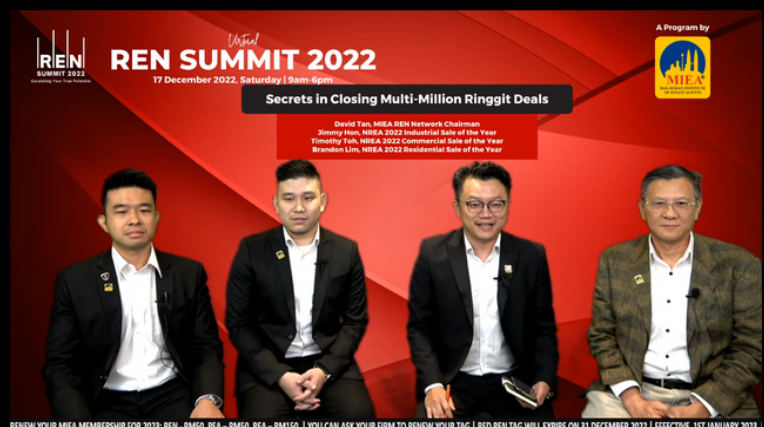 REN
SUMMIT 2022
Escalating Your True Potential
Virtual
REN SUMMIT 2022
17 December 2022, Saturday | 9am-6pm
A Program by
MIEA
MALAYSIAN INSTITUTE
OF ESTATE AGENTS
Secrets in Closing Multi-Million Ringgit Deals
David Tan, MIEA REN Network Chairman
Jimmy Hon, NREA 2022 Industrial Sale of the Year
Timothy Toh, NREA 2022 Commercial Sale of the Year
Brandon Lim, NREA 2022 Residential Sale of the Year
RENEW YOUR MIEA MEMBERSHIP FOR 2023: REN - RM50, PEA – RM50, REA – RM150 | YOU CAN ASK YOUR FIRM TO RENEW YOUR TAG | RED REN TAG WILL EXPIRE ON 31 DECEMBER 2022 | EFFECTIVE 1ST JANUARY 2023